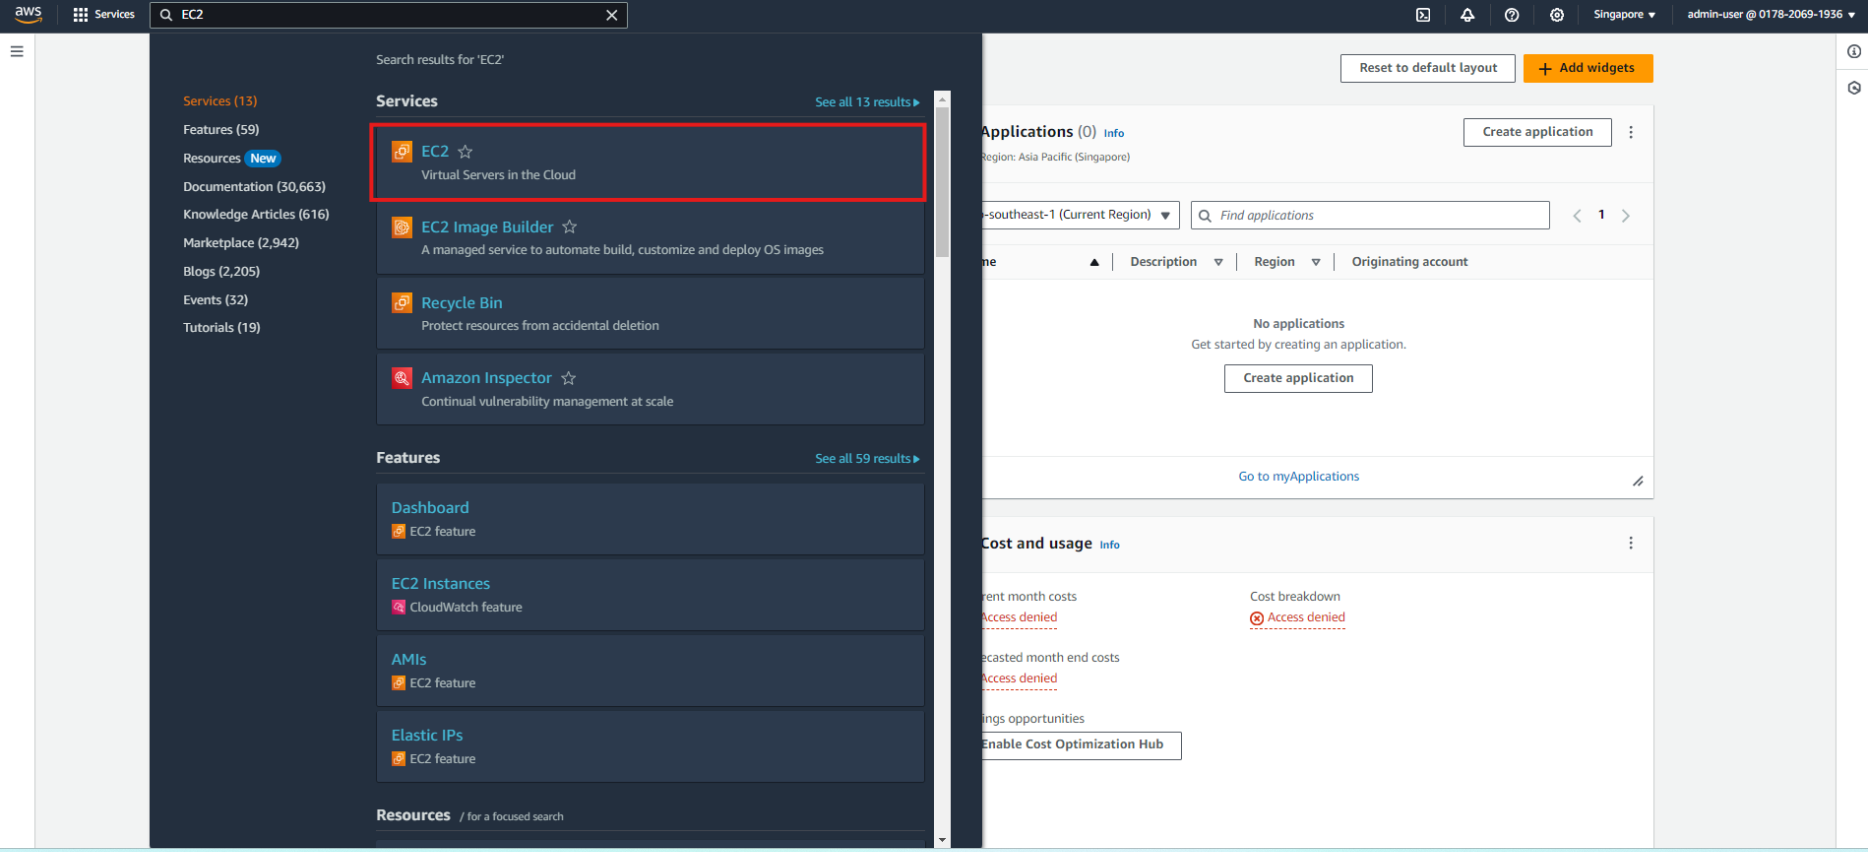 aws
Services
EC2
Singapore
admin-user @ 0178-2069-1936
Search results for 'EC2'
Services (13)
Features (59)
Resources New
Documentation (30,663)
Knowledge Articles (616)
Marketplace (2,942)
Blogs (2,205)
Events (32)
Tutorials (19)
Services
See all 13 results
EC2
Virtual Servers in the Cloud
EC2 Image Builder
A managed service to automate build, customize and deploy OS images
Recycle Bin
Protect resources from accidental deletion
Amazon Inspector
Continual vulnerability management at scale
Features
See all 59 results
Dashboard
EC2 feature
EC2 Instances
CloudWatch feature
AMIs
EC2 feature
Elastic IPs
EC2 feature
Resources / for a focused search
Reset to default layout
+ Add widgets
Applications (0) Info
Region: Asia Pacific (Singapore)
Create application
-southeast-1 (Current Region)
Find applications
1
me
Description
Region
Originating account
No applications
Get started by creating an application.
Create application
Go to myApplications
Cost and usage Info
rent month costs
Access denied
Cost breakdown
Access denied
ecasted month end costs
Access denied
ings opportunities
Enable Cost Optimization Hub